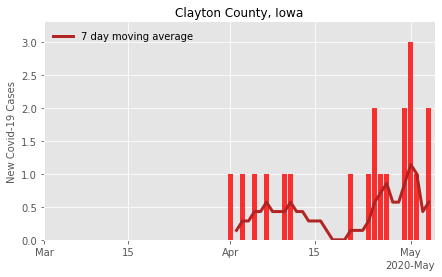 Clayton County, Iowa
7 day moving average
New Covid-19 Cases
3.0
2.5
2.0
1.5
1.0
0.5
0.0
Mar 15 Apr 15 May
2020-May